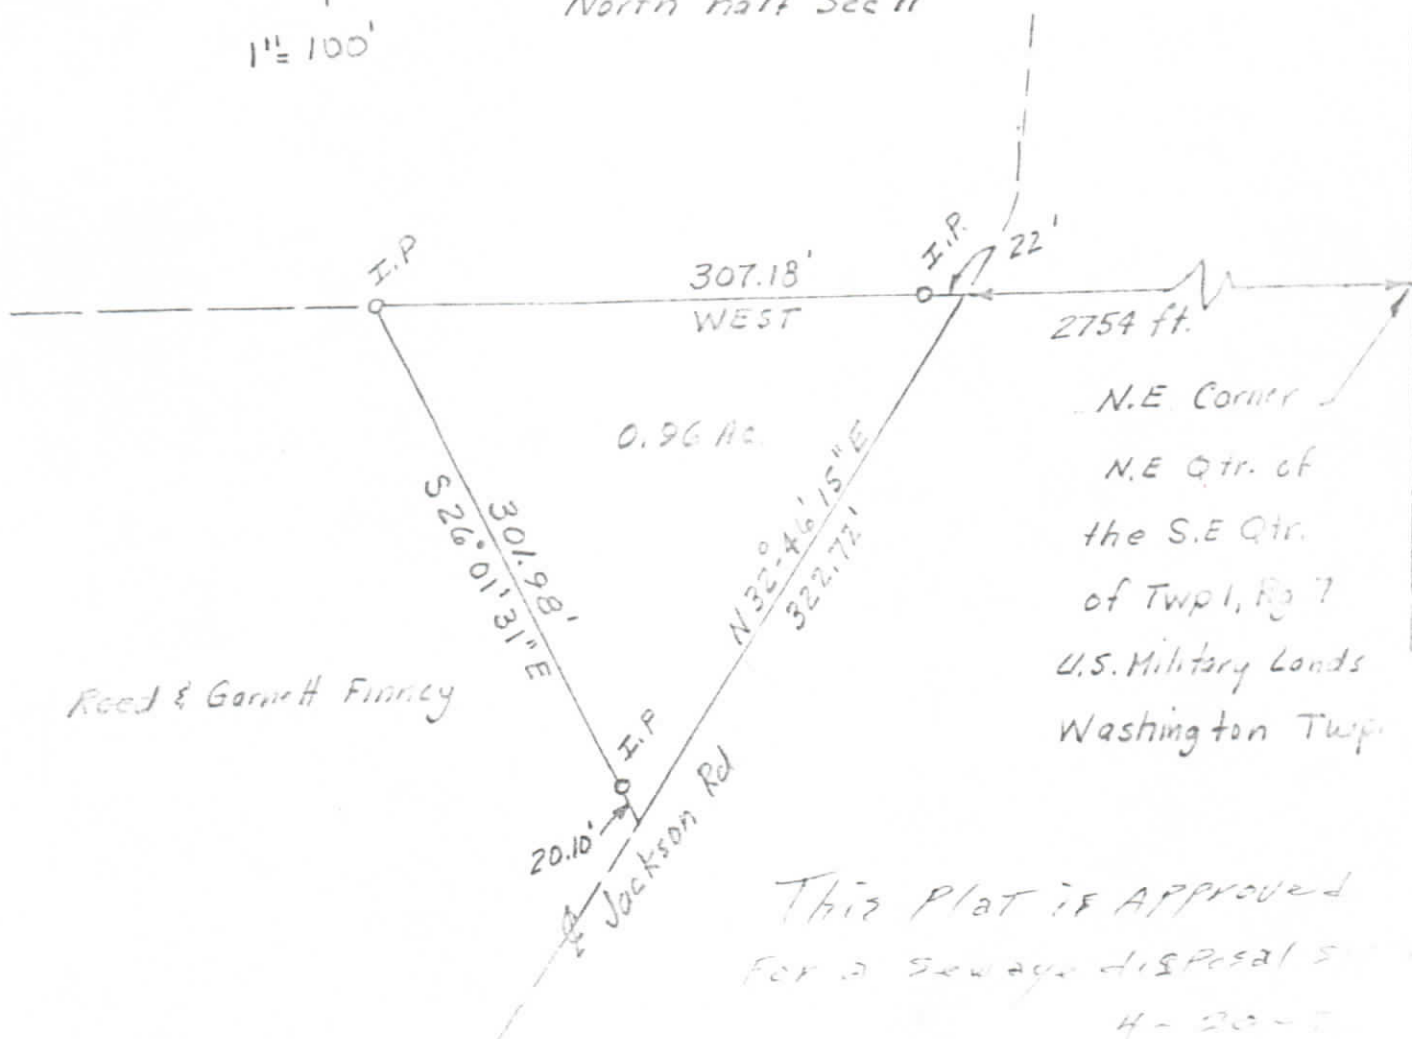 North half Sec 11
1" = 100'
I.P
307.18'
WEST
I.P.
22'
2754 ft.
0.96 Ac.
N.E. Corner
N.E Qtr. of
the S.E Qtr.
of Twp 1, Rg 7
U.S. Military Lands
Washington Twp.
S 26° 01' 31" E
301.98'
N 32°-46' 15" E
322.72'
Reed & Garnett Finney
I.P
20.10'
℄ Jackson Rd
This Plat is Approved
For a Sewage disposal
4-20-